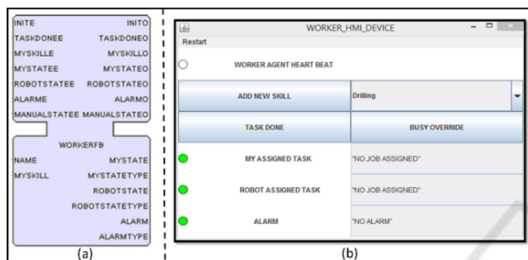 INITE INITO
TASKDONEE TASKDONEO
MYSKILLE MYSKILLO
MYSTATEE MYSTATEO
ROBOTSTATEE ROBOTSTATEO
ALARME ALARMO
MANUALSTATEE MANUALSTATEO
WORKERFB
NAME MYSTATE
MYSKILL MYSTATETYPE
ROBOTSTATE
ROBOTSTATETYPE
ALARM
ALARMTYPE
(a)
WORKER_HMI_DEVICE
Restart
WORKER AGENT HEART BEAT
ADD NEW SKILL Drilling
TASK DONE BUSY OVERRIDE
MY ASSIGNED TASK "NO JOB ASSIGNED"
ROBOT ASSIGNED TASK "NO JOB ASSIGNED"
ALARM "NO ALARM"
(b)